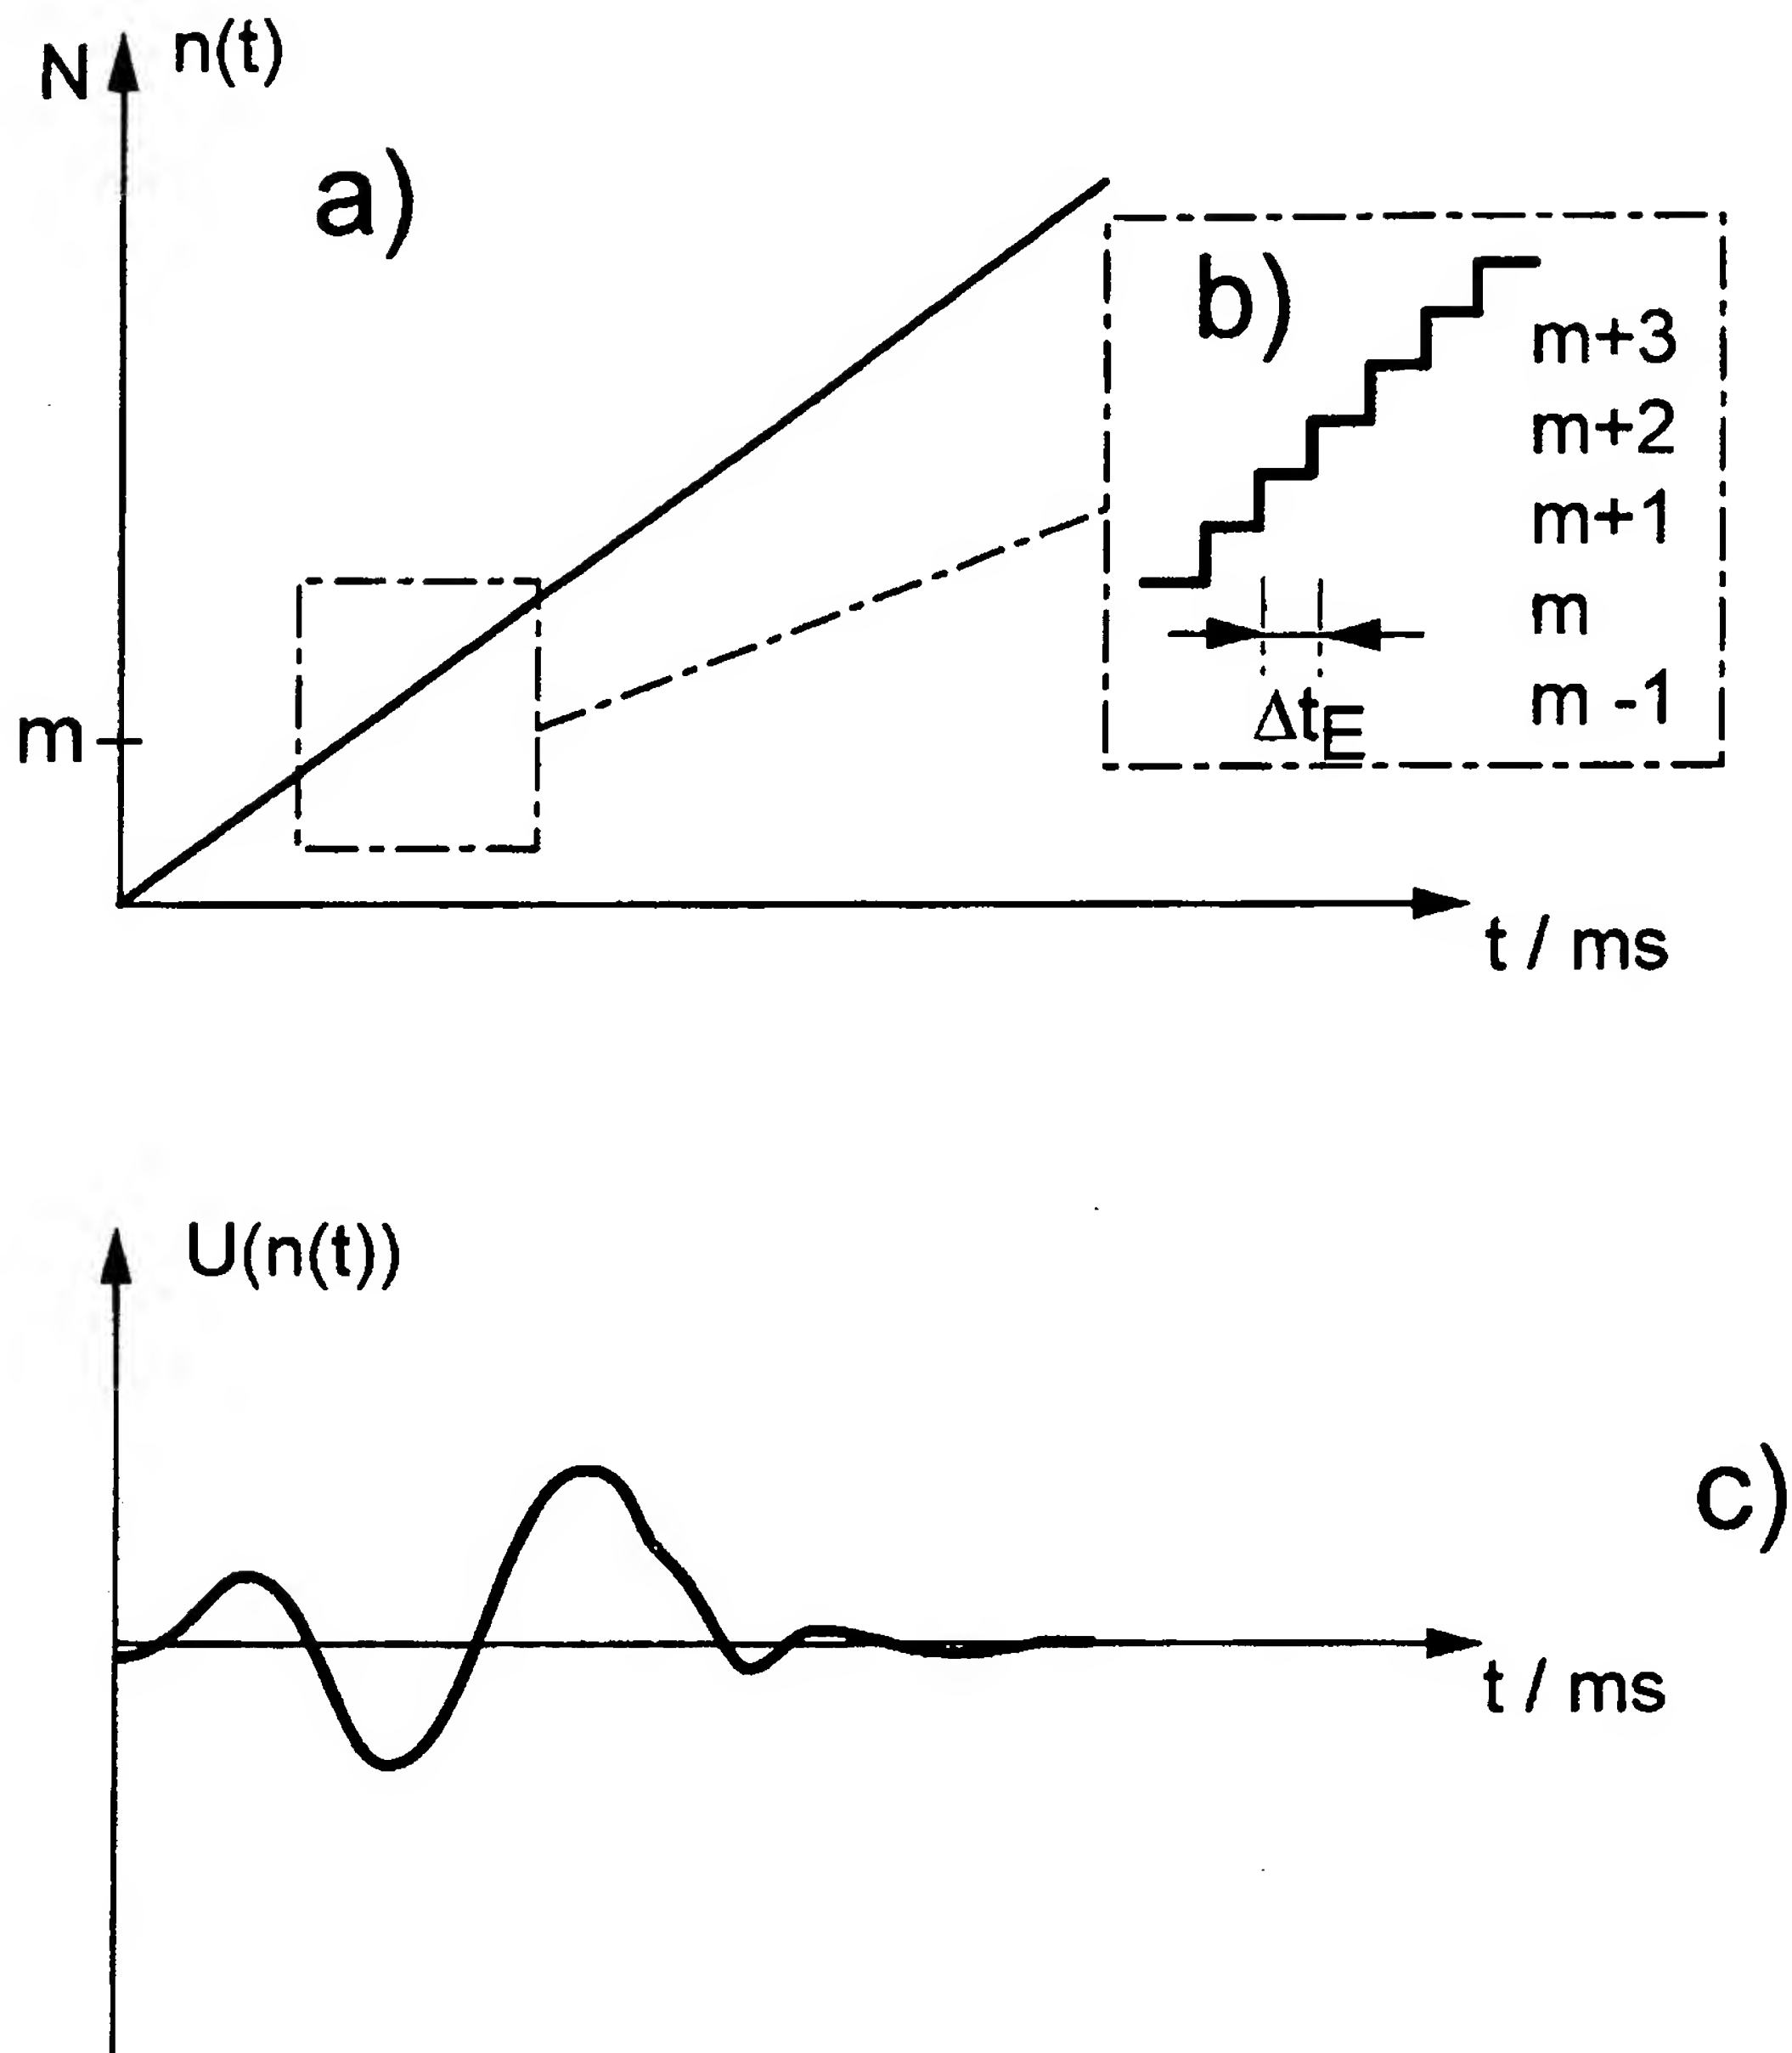 N
n(t)
a)
b)
m+3
m+2
m+1
m
m -1
ΔtE
m
t / ms
U(n(t))
c)
t / ms